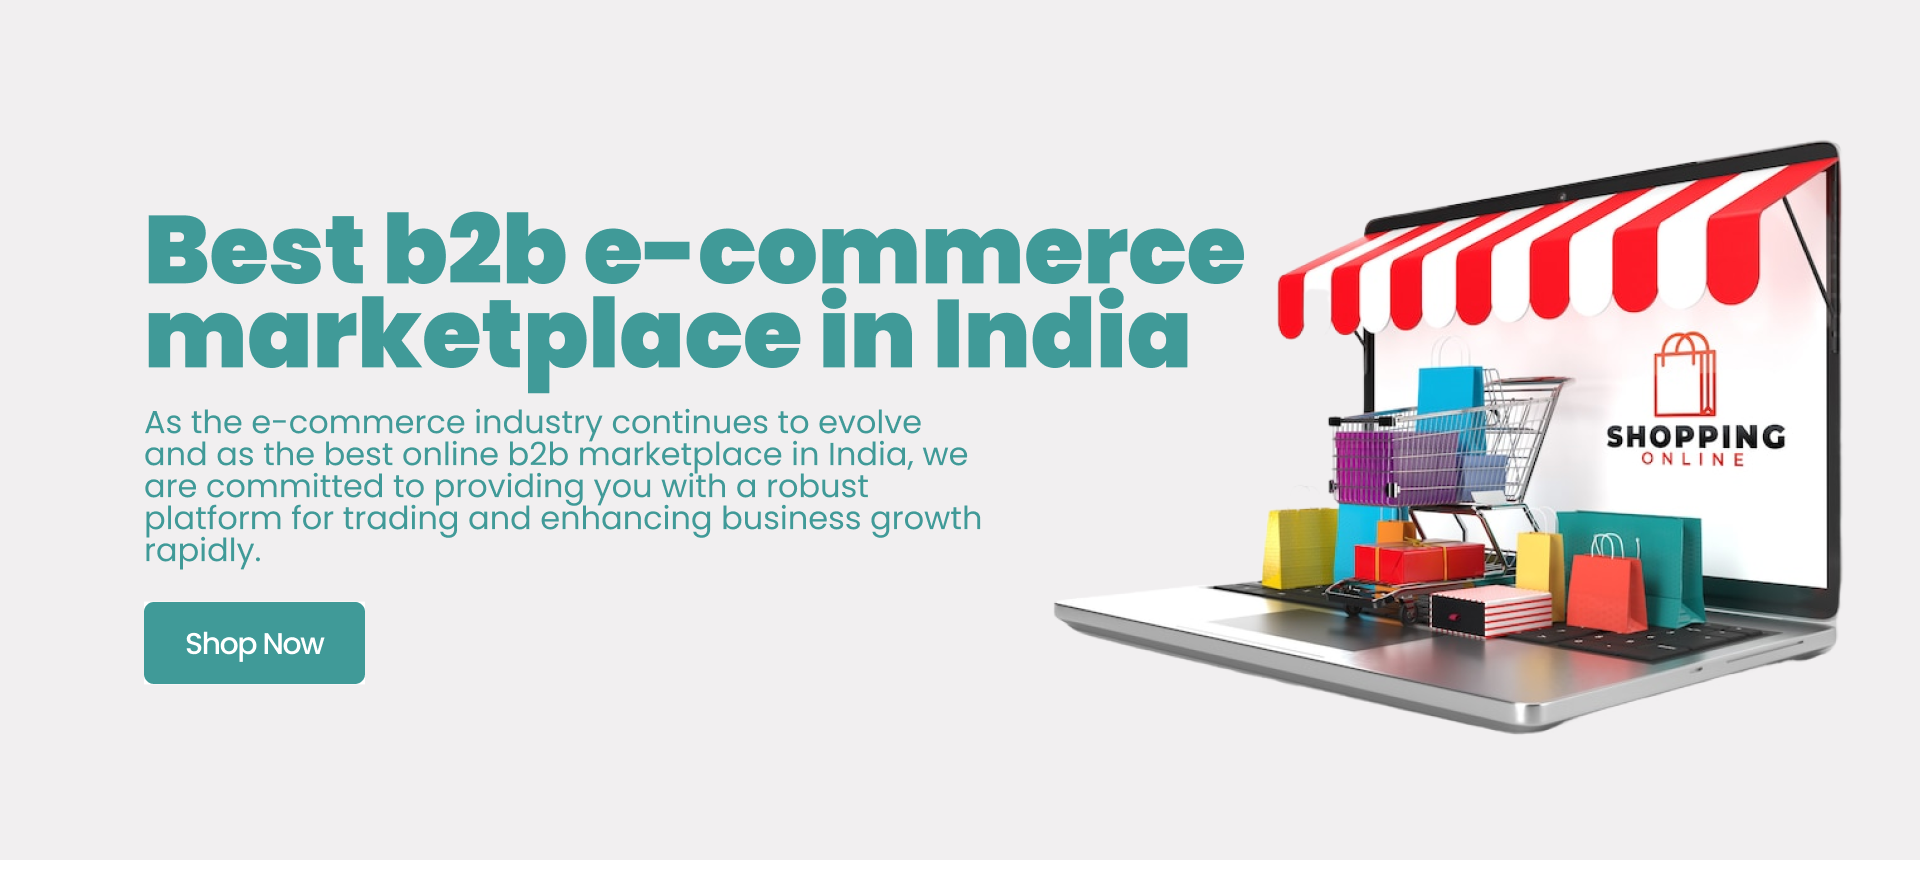 Best b2b e-commerce
marketplace in India
As the e-commerce industry continues to evolve
and as the best online b2b marketplace in India, we
are committed to providing you with a robust
platform for trading and enhancing business growth
rapidly.
Shop Now
SHOPPING
ONLINE